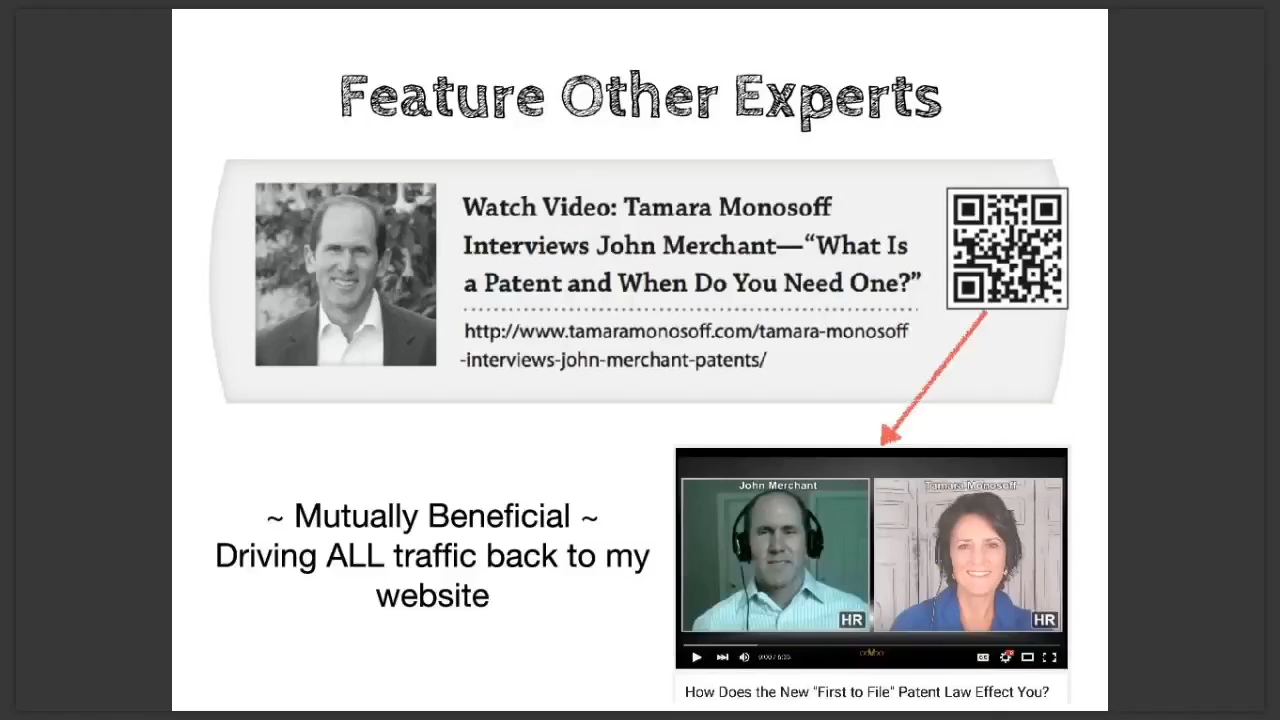 Feature Other Experts
Watch Video: Tamara Monosoff
Interviews John Merchant—“What Is
a Patent and When Do You Need One?”
http://www.tamaramonosoff.com/tamara-monosoff
-interviews-john-merchant-patents/
~ Mutually Beneficial ~
Driving ALL traffic back to my
website
John Merchant
Tamara Monosoff
HR
HR
How Does the New "First to File" Patent Law Effect You?